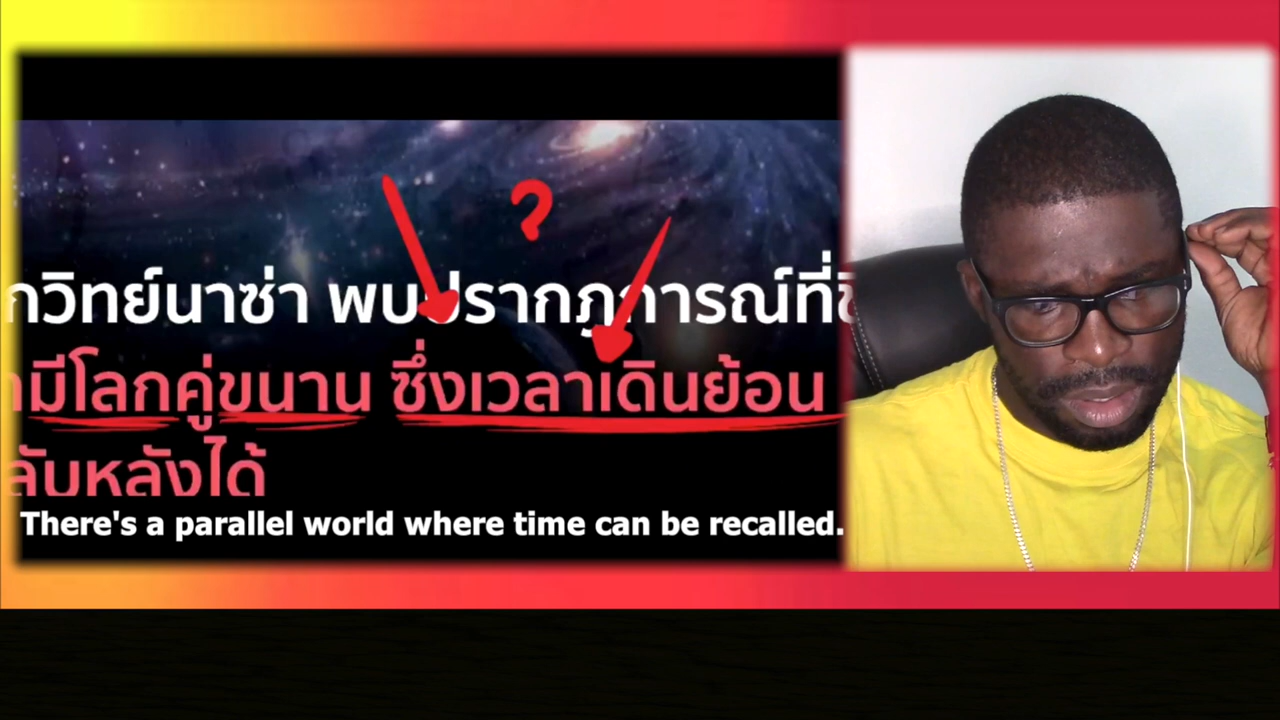 ?
กวิทย์นาซ่า พบปรากฏการณ์ที่
มีโลกคู่ขนาน ซึ่งเวลาเดินย้อน
ลับหลังได้
There's a parallel world where time can be recalled.